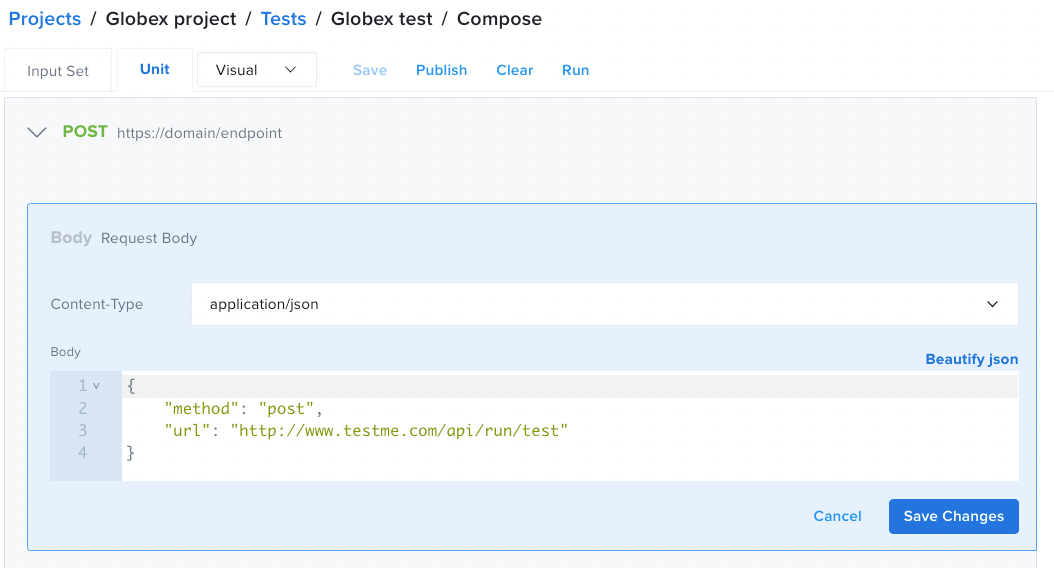 Projects / Globex project / Tests / Globex test / Compose
Input Set Unit Visual Save Publish Clear Run
POST https://domain/endpoint
Body Request Body
Content-Type application/json
Body
Beautify json
1 {
2 "method": "post",
3 "url": "http://www.testme.com/api/run/test"
4 }
Cancel Save Changes